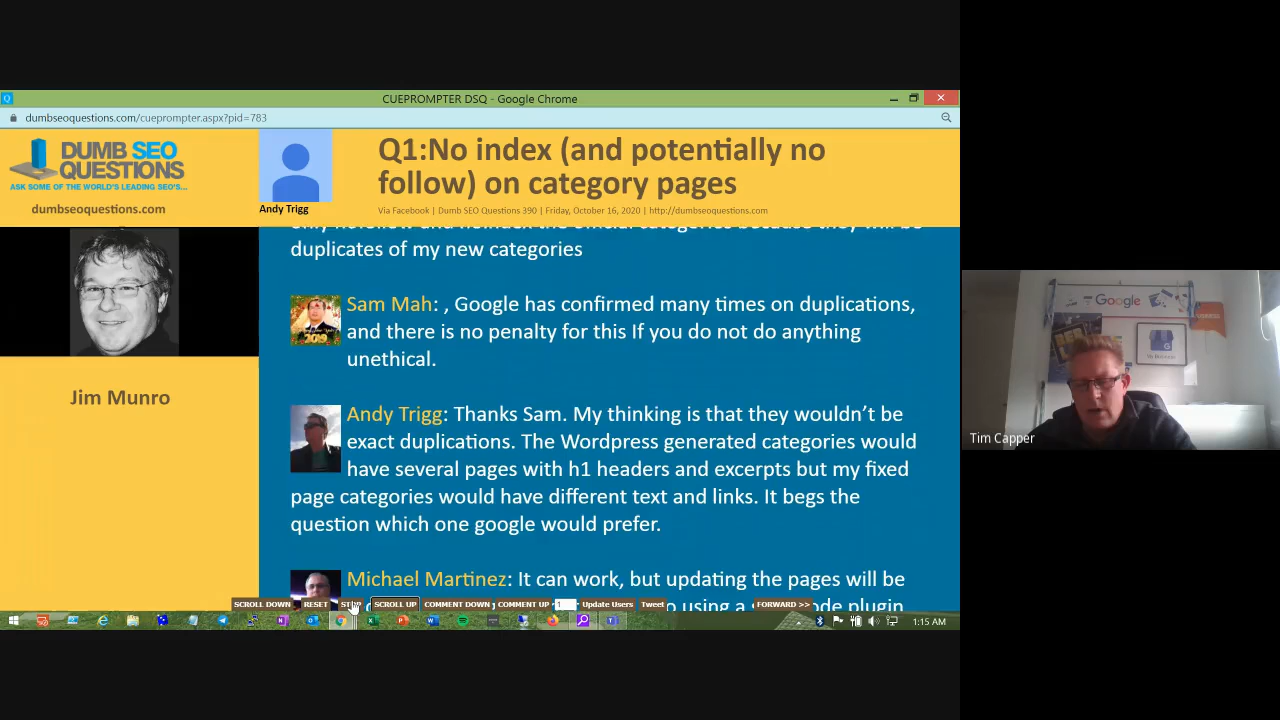 CUEPROMPTER DSQ - Google Chrome
dumbseoquestions.com/cueprompter.aspx?pid=783
DUMB SEO
QUESTIONS
ASK SOME OF THE WORLD'S LEADING SEO'S...
dumbseoquestions.com
Andy Trigg
Q1:No index (and potentially no
follow) on category pages
Via Facebook | Dumb SEO Questions 390 | Friday, October 16, 2020 | http://dumbseoquestions.com
Jim Munro
duplicates of my new categories
Sam Mah: , Google has confirmed many times on duplications,
and there is no penalty for this If you do not do anything
unethical.
2019
Andy Trigg: Thanks Sam. My thinking is that they wouldn't be
exact duplications. The Wordpress generated categories would
have several pages with h1 headers and excerpts but my fixed
page categories would have different text and links. It begs the
question which one google would prefer.
Michael Martinez: It can work, but updating the pages will be
using a
plugin
SCROLL DOWN RESET STOP SCROLL UP COMMENT DOWN COMMENT UP 1 Update Users Tweet FORWARD >>
1:15 AM
Google
Tim Capper